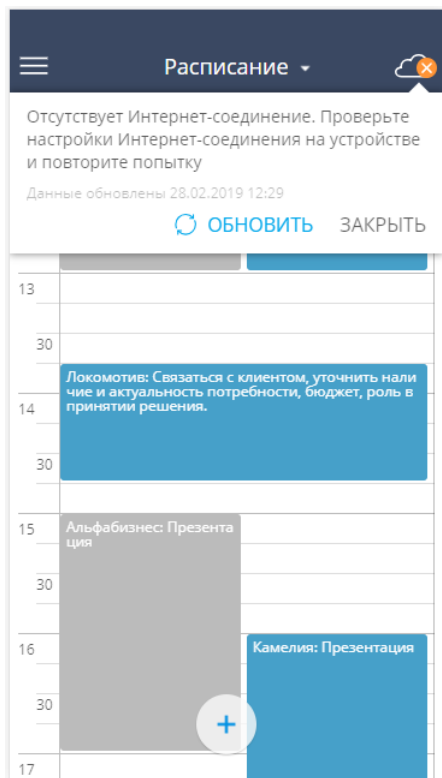 Расписание
Отсутствует Интернет-соединение. Проверьте
настройки Интернет-соединения на устройстве
и повторите попытку
Данные обновлены 28.02.2019 12:29
ОБНОВИТЬ ЗАКРЫТЬ
13
30
Локомотив: Связаться с клиентом, уточнить нали
чие и актуальность потребности, бюджет, роль в
принятии решения.
14
30
15
Альфабизнес: Презента
ция
30
16
Камелия: Презентация
30
+
17